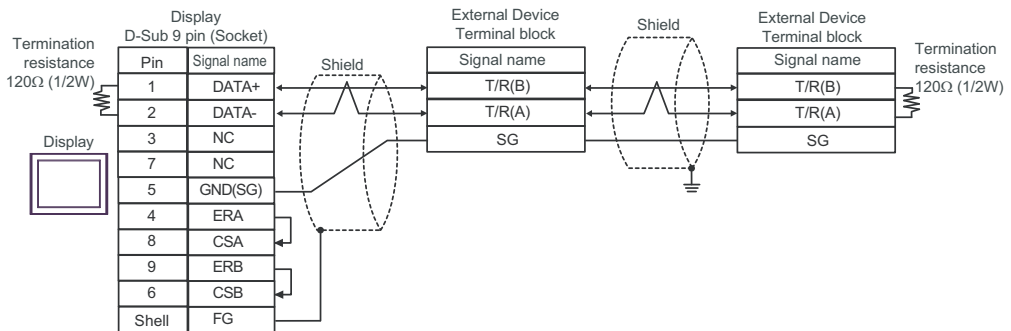 Display
D-Sub 9 pin (Socket)
Termination
resistance
120Ω (1/2W)
Pin Signal name
1 DATA+
2 DATA-
3 NC
7 NC
5 GND(SG)
4 ERA
8 CSA
9 ERB
6 CSB
Shell FG
Display
Shield
External Device
Terminal block
Signal name
T/R(B)
T/R(A)
SG
Shield
External Device
Terminal block
Signal name
T/R(B)
T/R(A)
SG
Termination
resistance
120Ω (1/2W)